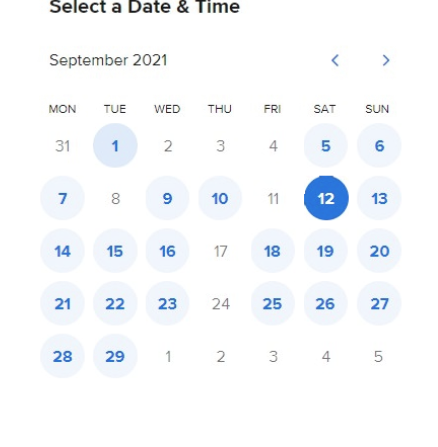 Select a Date & Time
September 2021
MON TUE WED THU FRI SAT SUN
31 1 2 3 4 5 6
7 8 9 10 11 12 13
14 15 16 17 18 19 20
21 22 23 24 25 26 27
28 29 1 2 3 4 5